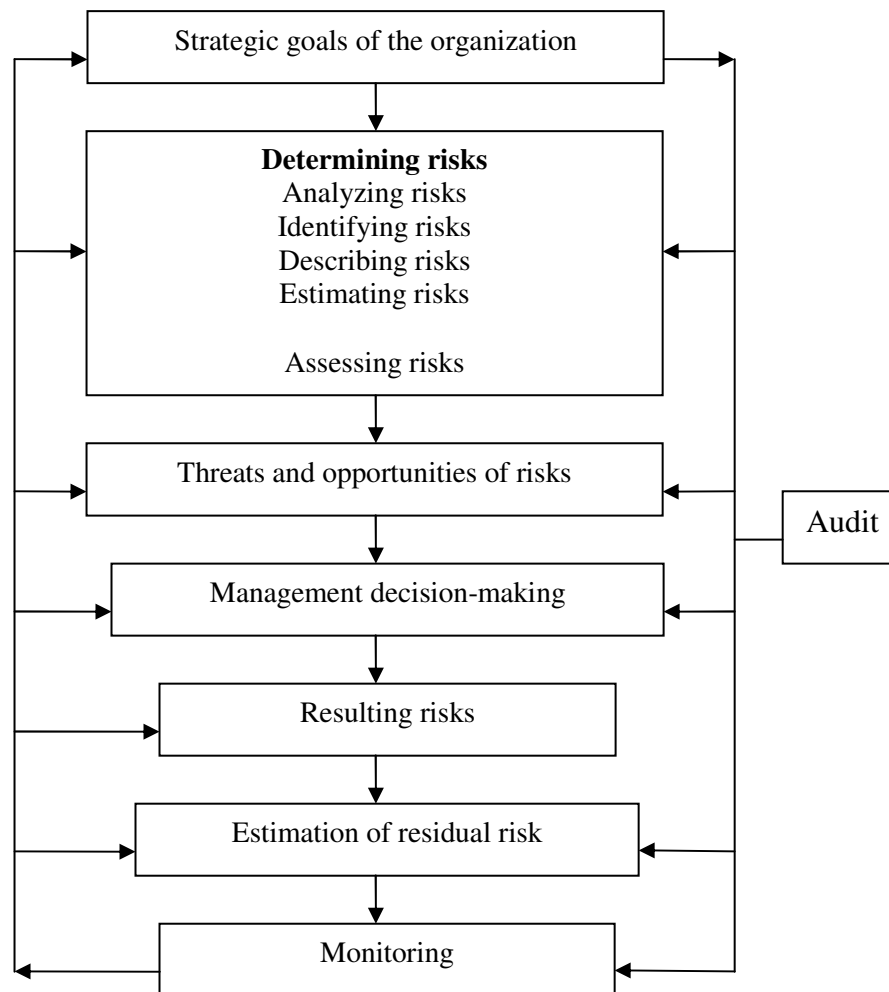 Strategic goals of the organization
Determining risks
Analyzing risks
Identifying risks
Describing risks
Estimating risks
Assessing risks
Threats and opportunities of risks
Audit
Management decision-making
Resulting risks
Estimation of residual risk
Monitoring